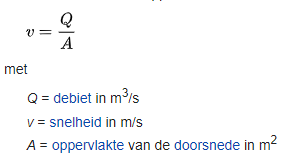 v = Q/A
met
Q = debiet in m³/s
v = snelheid in m/s
A = oppervlakte van de doorsnede in m²